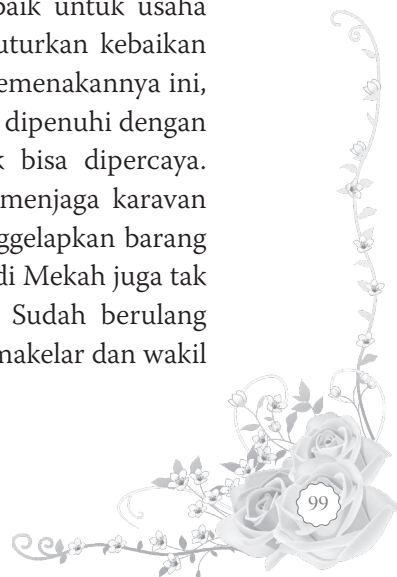 baik untuk usaha
uturkan kebaikan
emenakannya ini,
dipenuhi dengan
k bisa dipercaya.
menjaga karavan
ggelapkan barang
di Mekah juga tak
Sudah berulang
makelar dan wakil
99